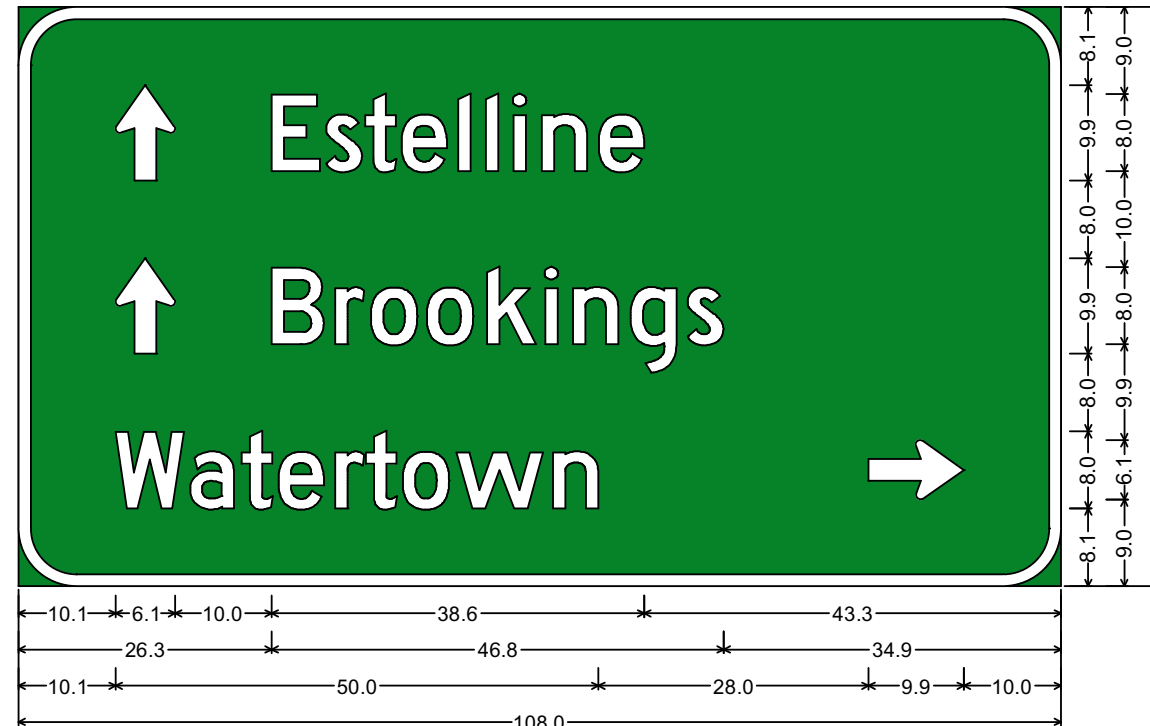 Estelline
Brookings
Watertown
10.1 6.1 10.0 38.6 43.3
26.3 46.8 34.9
10.1 50.0 28.0 9.9 10.0
108.0
8.1 9.9 8.0 9.9 8.0 8.0 8.1
9.0 8.0 10.0 8.0 9.9 6.1 9.0